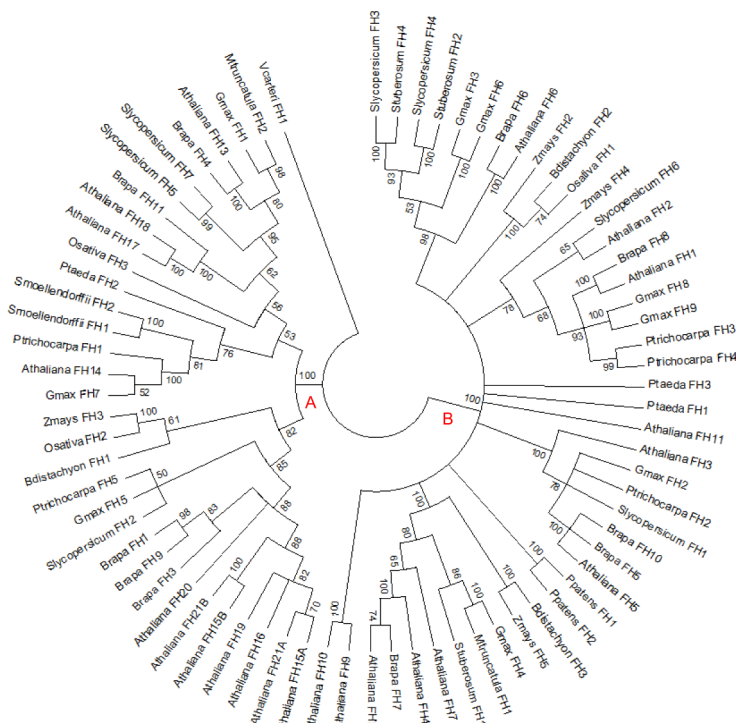 Slycopersicum FH3
Stuberosum FH4
Slycopersicum FH4
Stuberosum FH2
Gmax FH3
Gmax FH6
Brapa FH6
Athaliana FH6
Zmays FH2
Bdistachyon FH2
Osativa FH1
Zmays FH4
Slycopersicum FH6
Athaliana FH2
Brapa FH8
Athaliana FH1
Gmax FH8
Gmax FH9
Ptrichocarpa FH3
Ptrichocarpa FH4
Ptaeda FH3
Ptaeda FH1
Athaliana FH11
Athaliana FH3
Gmax FH2
Ptrichocarpa FH2
Slycopersicum FH1
Brapa FH10
Brapa FH5
Athaliana FH5
Ppatens FH1
Ppatens FH2
Bdistachyon FH3
Zmays FH5
Gmax FH4
Mtruncatula FH1
Stuberosum FH1
Athaliana FH7
Athaliana FH4
Brapa FH7
Athaliana FH
Athaliana FH9
Athaliana FH10
Athaliana FH15A
Athaliana FH21A
Athaliana FH16
Athaliana FH19
Athaliana FH15B
Athaliana FH21B
Athaliana FH20
Brapa FH3
Brapa FH9
Brapa FH1
Slycopersicum FH2
Gmax FH5
Ptrichocarpa FH5
Bdistachyon FH1
Osativa FH2
Zmays FH3
Gmax FH7
Athaliana FH14
Ptrichocarpa FH1
Smoellendorffii FH1
Smoellendorffii FH2
Ptaeda FH2
Osativa FH3
Athaliana FH17
Athaliana FH18
Brapa FH11
Slycopersicum FH5
Slycopersicum FH7
Brapa FH4
Athaliana FH13
Gmax FH1
Mtruncatula FH2
Vcarteri FH1
100
93
100
53
100
98
100
100
74
78
65
68
100
100
93
99
100
100
78
100
100
100
100
80
86
100
65
100
74
100
70
82
88
100
88
83
98
85
50
82
61
100
52
100
81
100
76
53
56
62
100
100
99
95
80
100
98
100
A
B